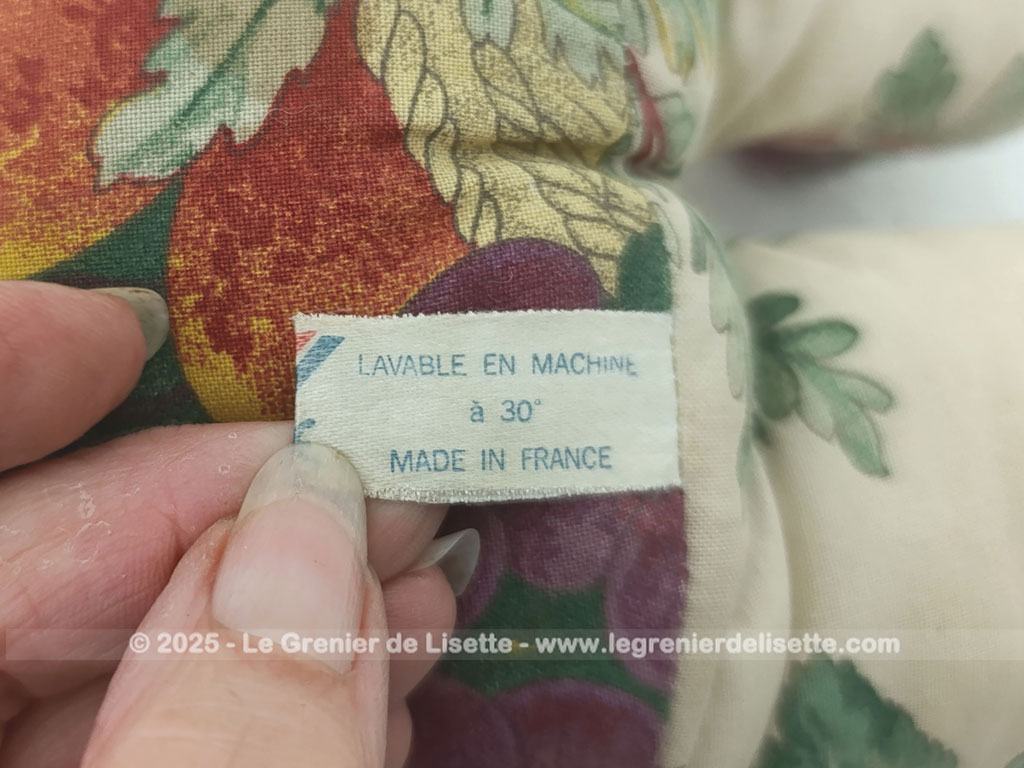 LAVABLE EN MACHINE
à 30°
MADE IN FRANCE
© 2025 - Le Grenier de Lisette - www.legrenierdelisette.com